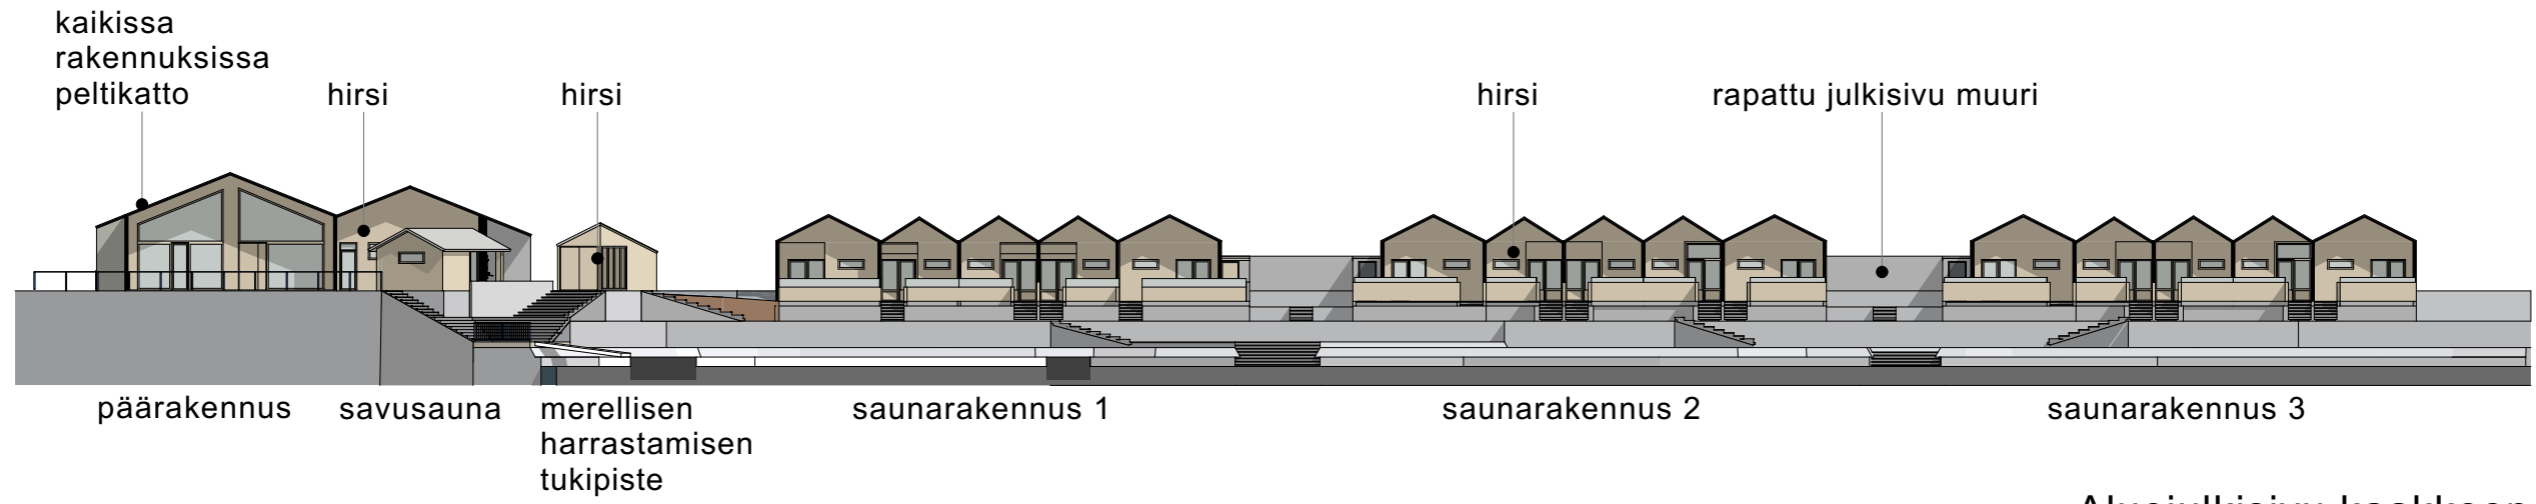 kaikissa
rakennuksissa
peltikatto
hirsi
hirsi
hirsi
rapattu julkisivu muuri
päärakennus
savusauna
merellisen
harrastamisen
tukipiste
saunarakennus 1
saunarakennus 2
saunarakennus 3